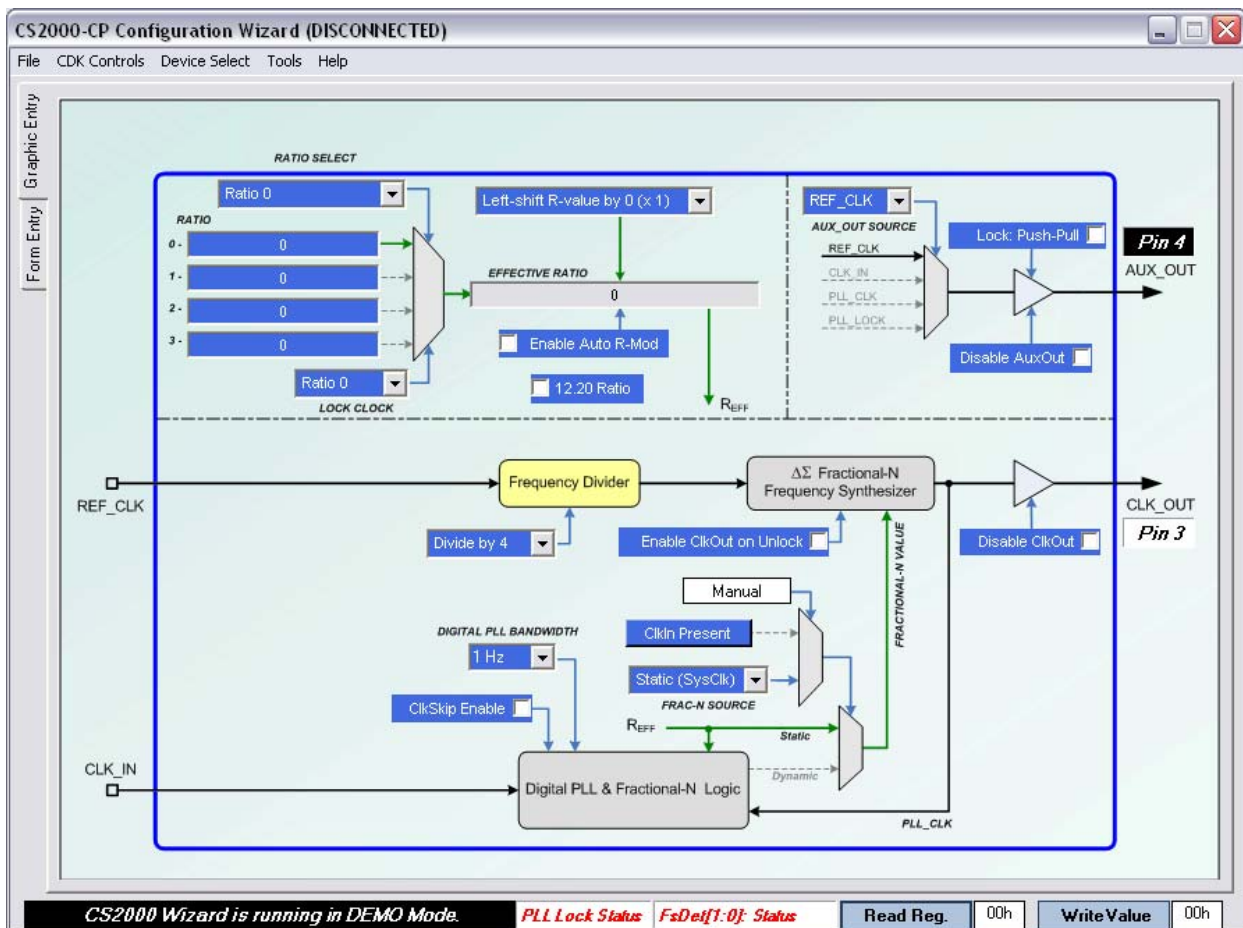 CS2000-CP Configuration Wizard (DISCONNECTED)
File CDK Controls Device Select Tools Help
Graphic Entry
Form Entry
RATIO SELECT
Ratio 0
Left-shift R-value by 0 (x 1)
RATIO
0 - 0
1 - 0
2 - 0
3 - 0
EFFECTIVE RATIO
0
Enable Auto R-Mod
12.20 Ratio
Ratio 0
LOCK CLOCK
REFF
REF_CLK
AUX_OUT SOURCE
REF_CLK
CLK_IN
PLL_CLK
PLL_LOCK
Lock: Push-Pull
Disable AuxOut
Pin 4
AUX_OUT
REF_CLK
Frequency Divider
Divide by 4
ΔΣ Fractional-N
Frequency Synthesizer
Enable ClkOut on Unlock
Disable ClkOut
CLK_OUT
Pin 3
FRACTIONAL-N VALUE
Manual
ClkIn Present
Static (SysClk)
FRAC-N SOURCE
DIGITAL PLL BANDWIDTH
1 Hz
ClkSkip Enable
REFF
Static
Dynamic
CLK_IN
Digital PLL & Fractional-N Logic
PLL_CLK
CS2000 Wizard is running in DEMO Mode.
PLL Lock Status
FsDet[1:0]: Status
Read Reg.
00h
Write Value
00h